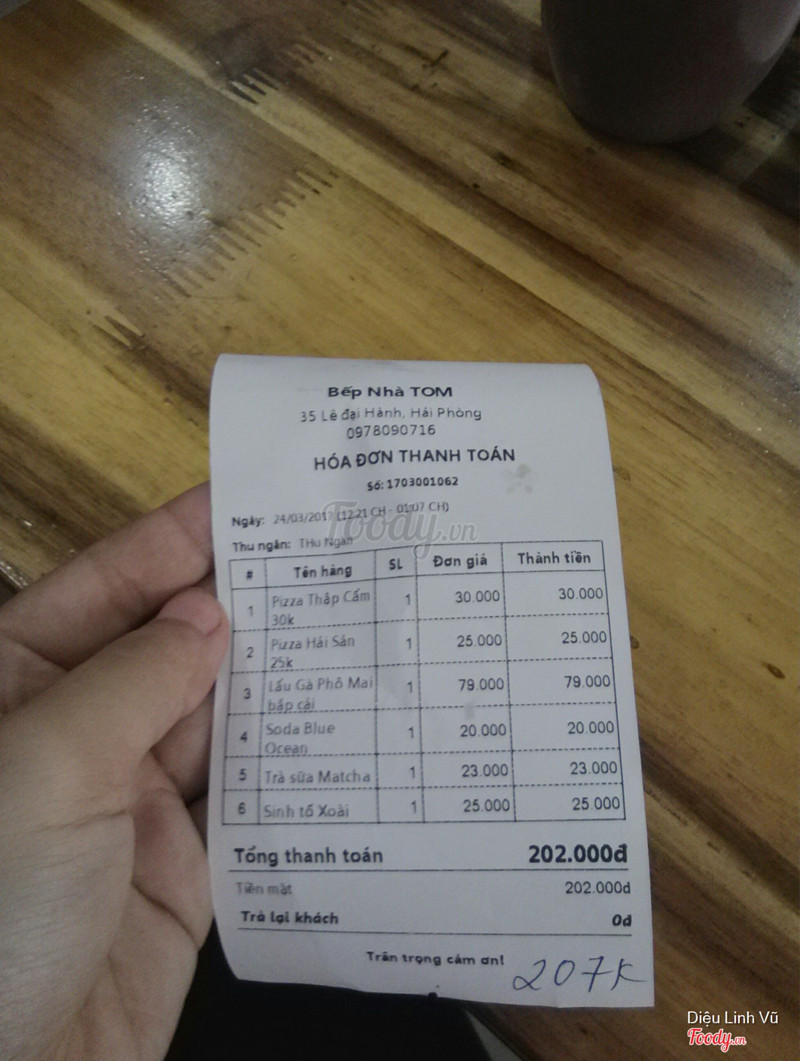 Bếp Nhà TOM
35 Lê đại Hành, Hải Phòng
0978090716
HÓA ĐƠN THANH TOÁN
Số: 1703001062
Ngày: 24/03/2017 (12:21 CH - 01:07 CH)
Foody.vn
Thu ngân: THu Ngân
# Tên hàng SL Đơn giá Thành tiền
1 Pizza Thập Cẩm 1 30.000 30.000
30k
2 Pizza Hải Sản 1 25.000 25.000
25k
3 Lẩu Gà Phô Mai 1 79.000 79.000
bắp cải
4 Soda Blue 1 20.000 20.000
Ocean
5 Trà sữa Matcha 1 23.000 23.000
6 Sinh tố Xoài 1 25.000 25.000
Tổng thanh toán 202.000đ
Tiền mặt 202.000đ
Trả lại khách 0đ
Trân trọng cảm ơn!
207K
Diệu Linh Vũ
Foody.vn